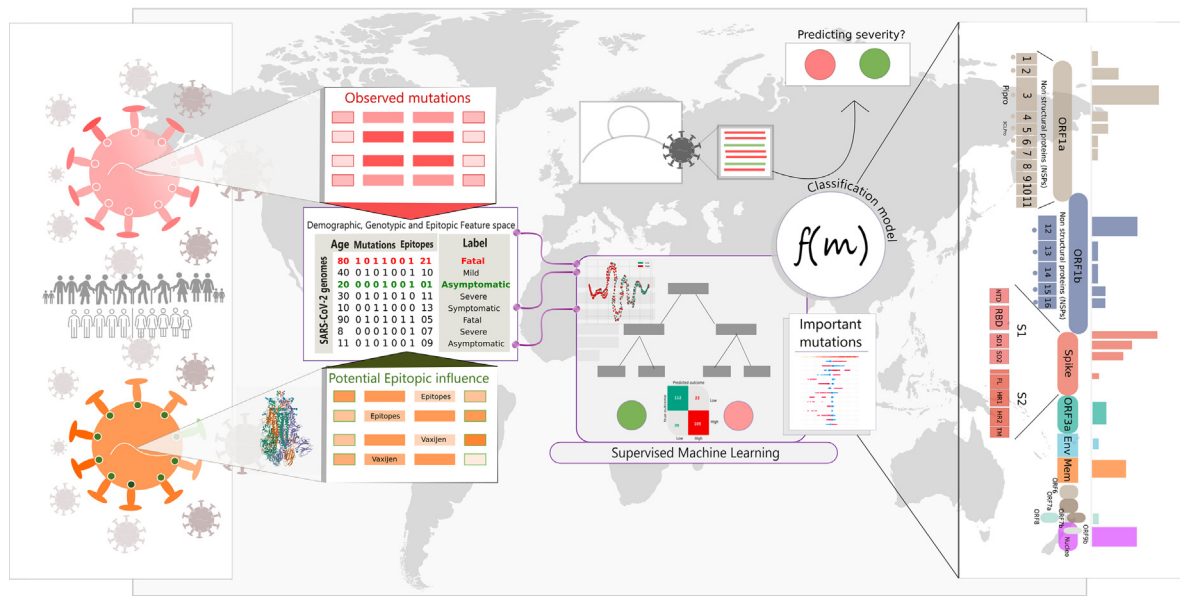 Predicting severity?
Observed mutations
Demographic, Genotypic and Epitopic Feature space
Age Mutations Epitopes Label
SARS-CoV-2 genomes
80 1 0 1 1 0 0 1 21 Fatal
40 0 1 0 1 0 0 1 10 Mild
20 0 0 0 1 0 0 1 01 Asymptomatic
30 0 1 0 1 0 1 0 11 Severe
10 0 0 0 1 0 0 0 13 Symptomatic
90 0 1 0 1 0 1 1 05 Fatal
8 0 0 0 1 0 0 1 07 Severe
11 0 1 0 1 0 0 1 09 Asymptomatic
Potential Epitopic influence
Epitopes
Epitopes
VaxiJen
VaxiJen
Classification model
f(m)
Important
mutations
Predicted outcome
Low
High
Low
High
Supervised Machine Learning
1
2
3
4
5
6
7
8
9
10
11
Plpro
3CLPro
Non structural proteins (NSPs)
ORF1a
12
13
14
15
16
Non structural proteins (NSPs)
ORF1b
NTD
RBD
SD1
SD2
S1
FL
HR1
HR2
TM
S2
Spike
ORF3a
Env
Mem
ORF6
ORF7a
ORF7b
ORF8
ORF9b
Nucleo